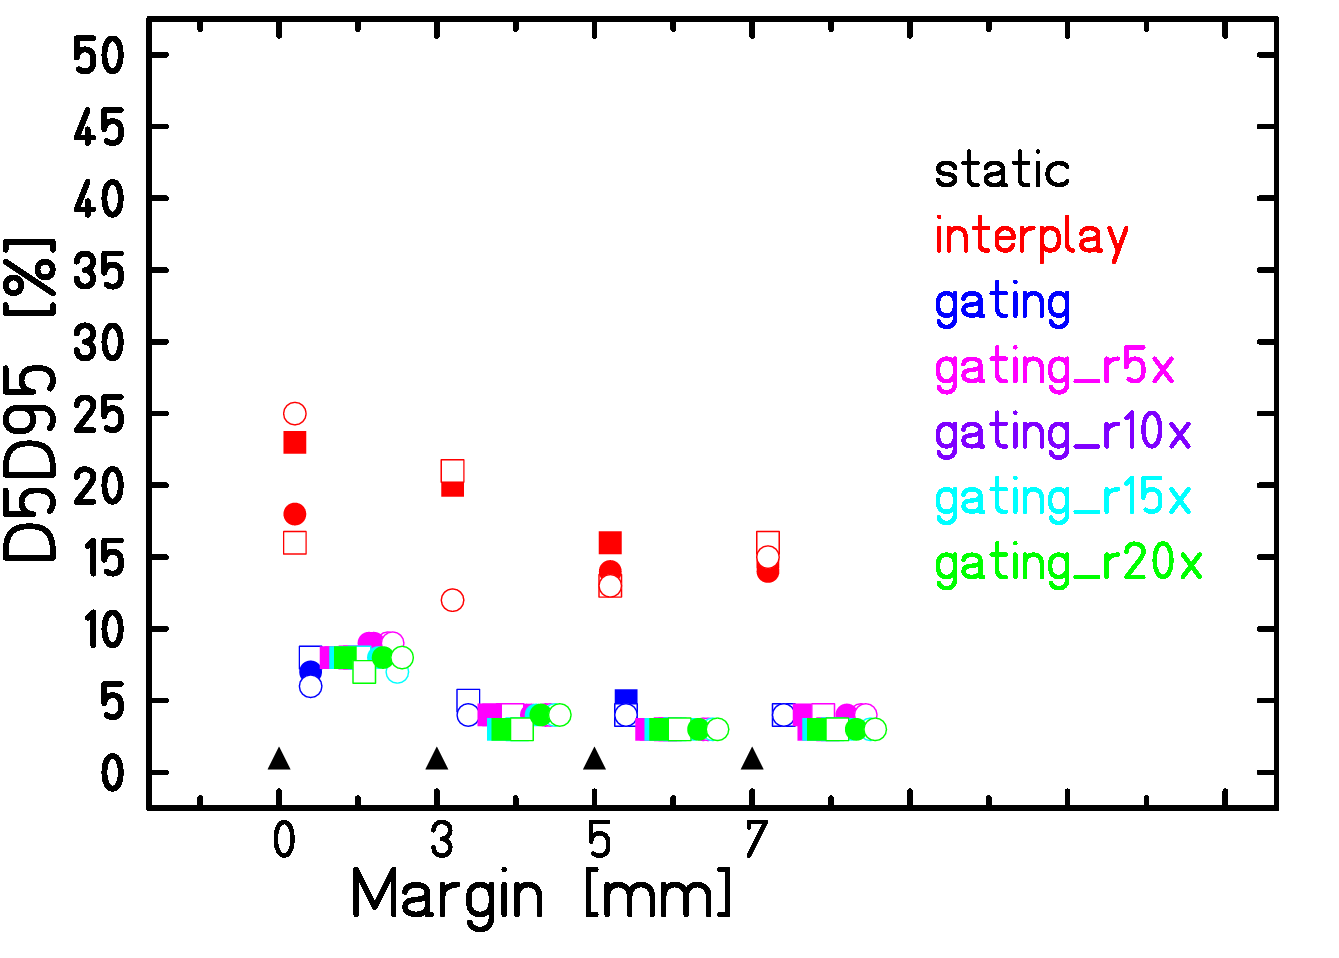 50
45
40
35
30
25
20
15
10
5
0
D5D95 [%]
static
interplay
gating
gating_r5x
gating_r10x
gating_r15x
gating_r20x
0 3 5 7
Margin [mm]